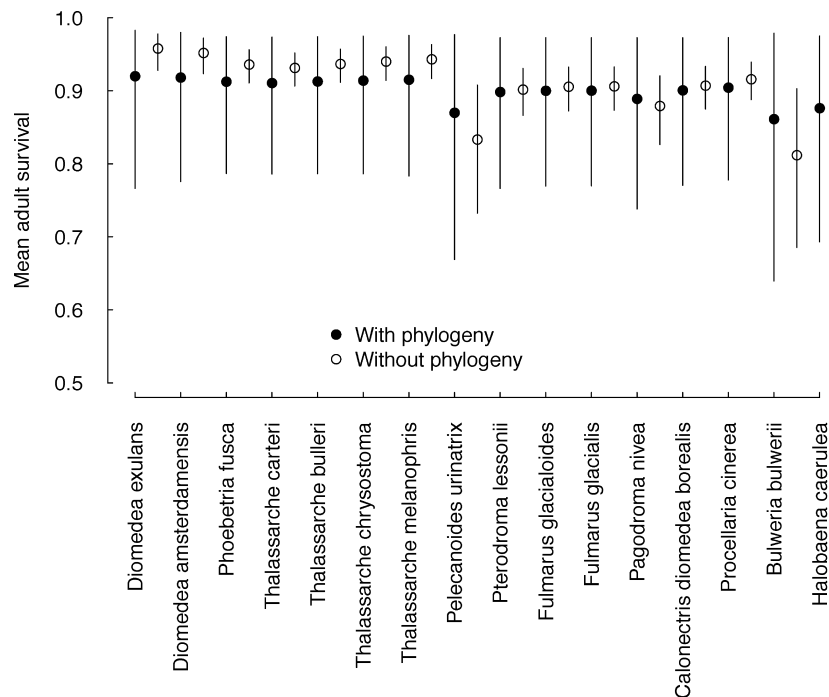 1.0
0.9
0.8
0.7
0.6
0.5
Mean adult survival
With phylogeny
Without phylogeny
Diomedea exulans
Diomedea amsterdamensis
Phoebetria fusca
Thalassarche carteri
Thalassarche bulleri
Thalassarche chrysostoma
Thalassarche melanophris
Pelecanoides urinatrix
Pterodroma lessonii
Fulmarus glacialoides
Fulmarus glacialis
Pagodroma nivea
Calonectris diomedea borealis
Procellaria cinerea
Bulweria bulwerii
Halobaena caerulea